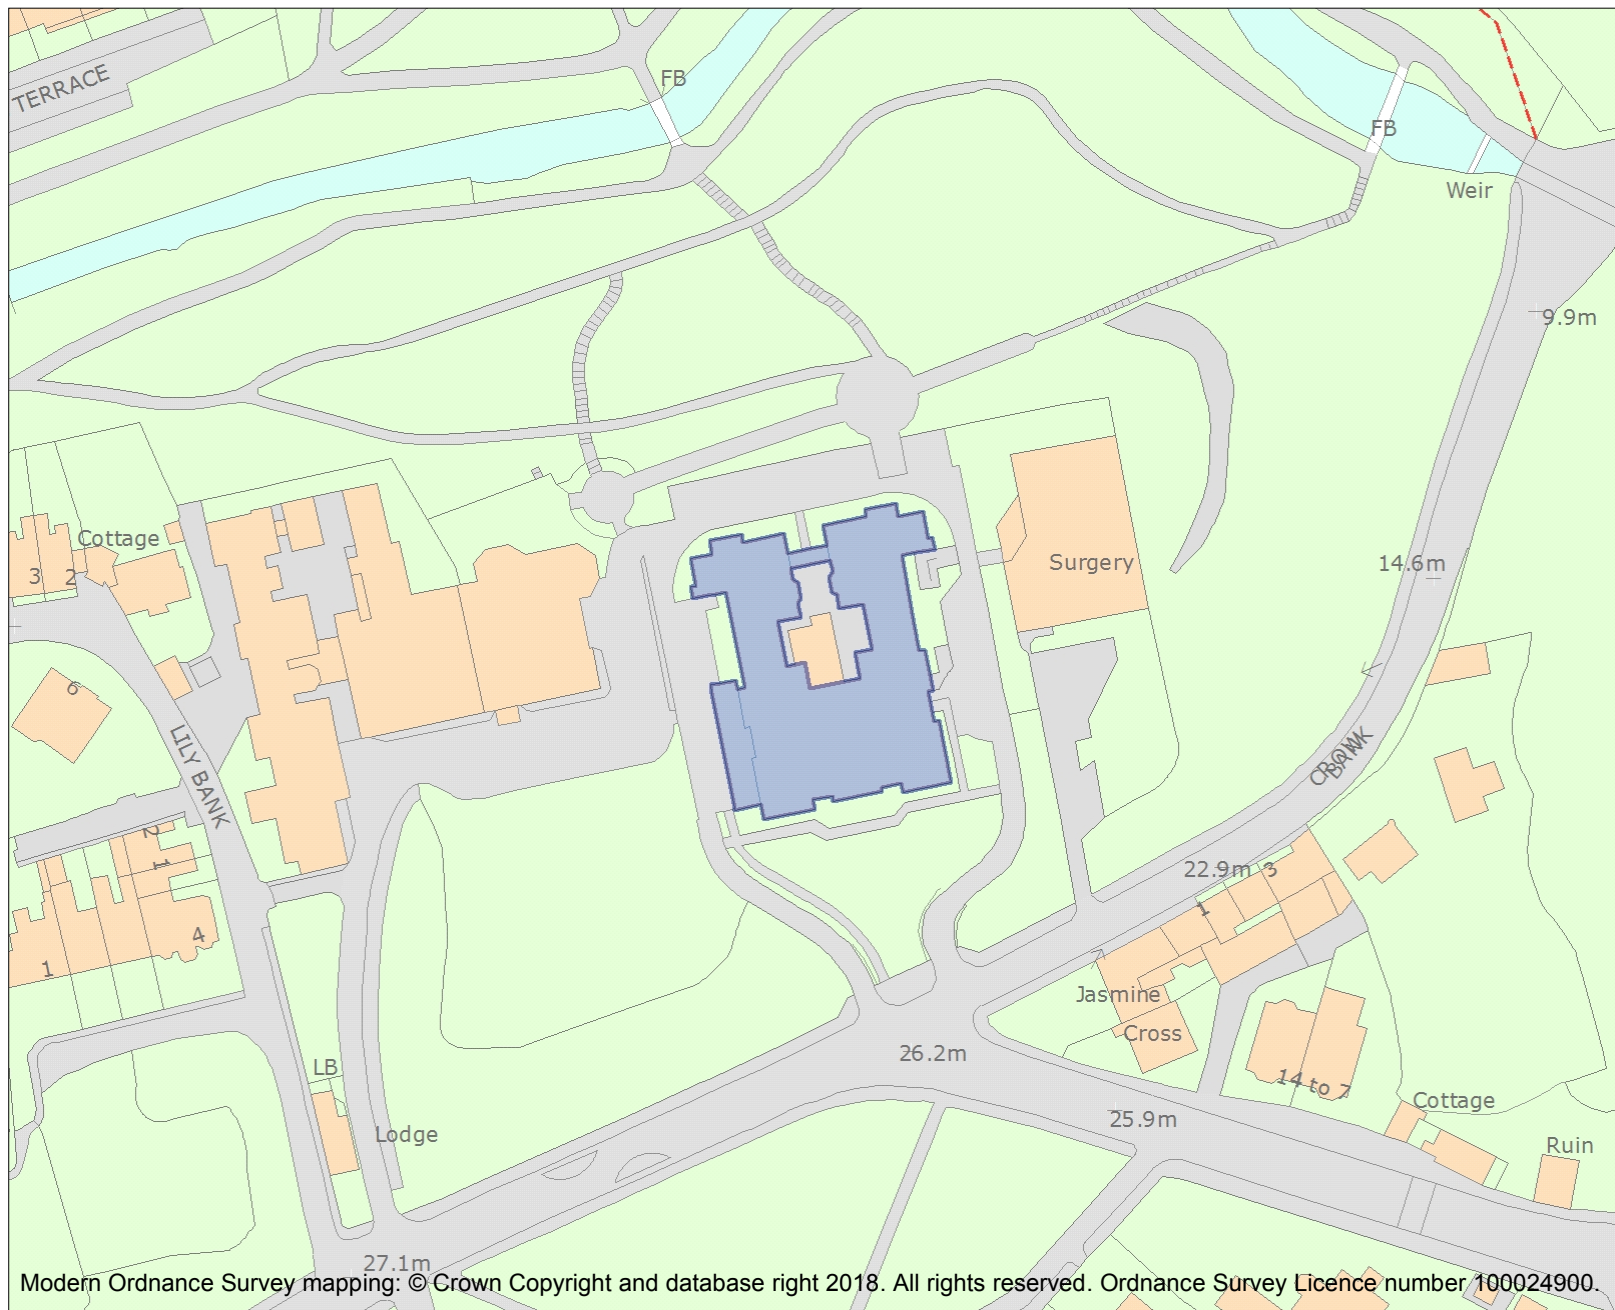 TERRACE
FB
FB
Weir
9.9m
Cottage
3
2
Surgery
14.6m
6
LILY BANK
CROW
BANK
2
1
4
1
22.9m
3
1
Jasmine
Cross
26.2m
LB
Lodge
14 to 7
25.9m
Cottage
Ruin
27.1m
Modern Ordnance Survey mapping: © Crown Copyright and database right 2018. All rights reserved. Ordnance Survey Licence number 100024900.